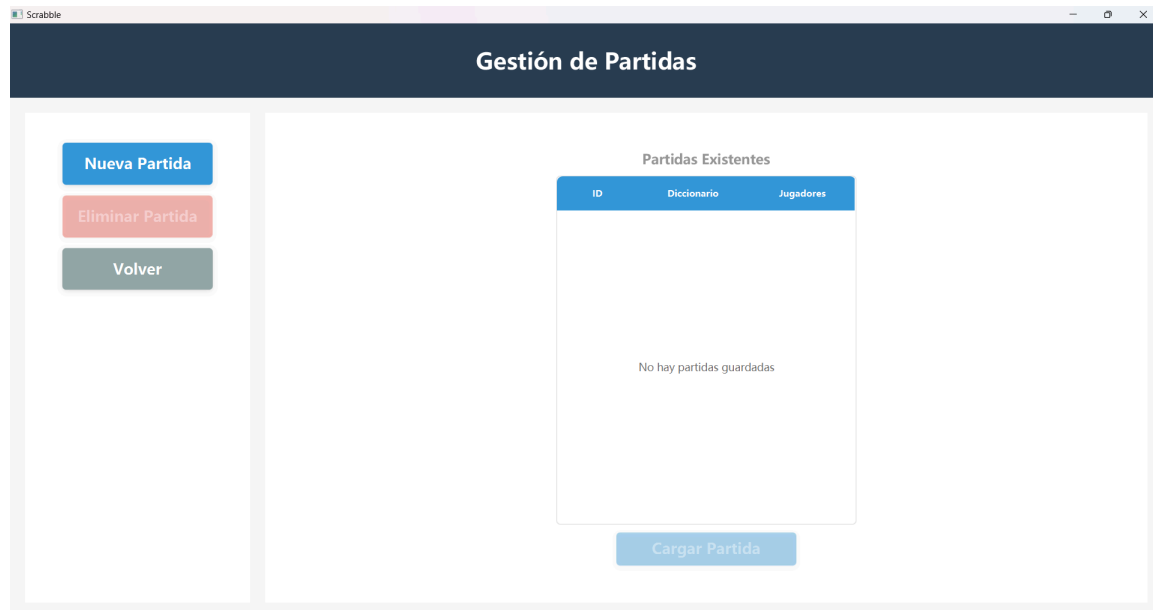 Scrabble
Gestión de Partidas
Nueva Partida
Eliminar Partida
Volver
Partidas Existentes
ID Diccionario Jugadores
No hay partidas guardadas
Cargar Partida